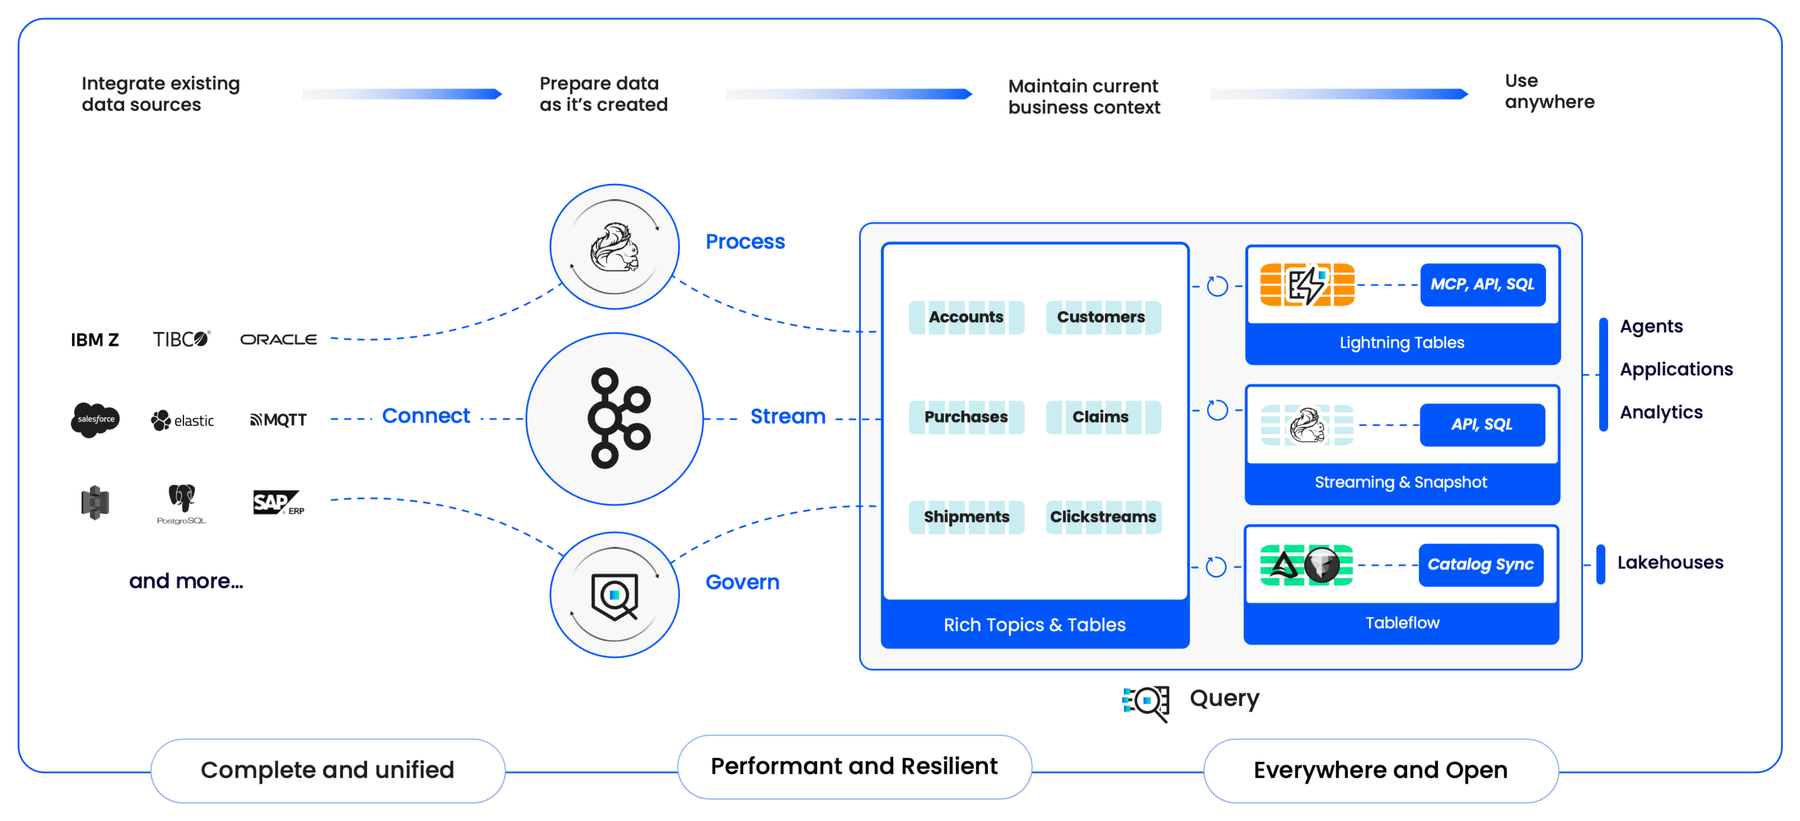 Integrate existing
data sources
Prepare data
as it’s created
Maintain current
business context
Use
anywhere
Process
IBM Z
TIBCO®
ORACLE
salesforce
elastic
MQTT
Connect
Stream
PostgreSQL
SAP ERP
and more...
Govern
Accounts
Customers
Purchases
Claims
Shipments
Clickstreams
Rich Topics & Tables
MCP, API, SQL
Lightning Tables
API, SQL
Streaming & Snapshot
Catalog Sync
Tableflow
Agents
Applications
Analytics
Lakehouses
Query
Complete and unified
Performant and Resilient
Everywhere and Open